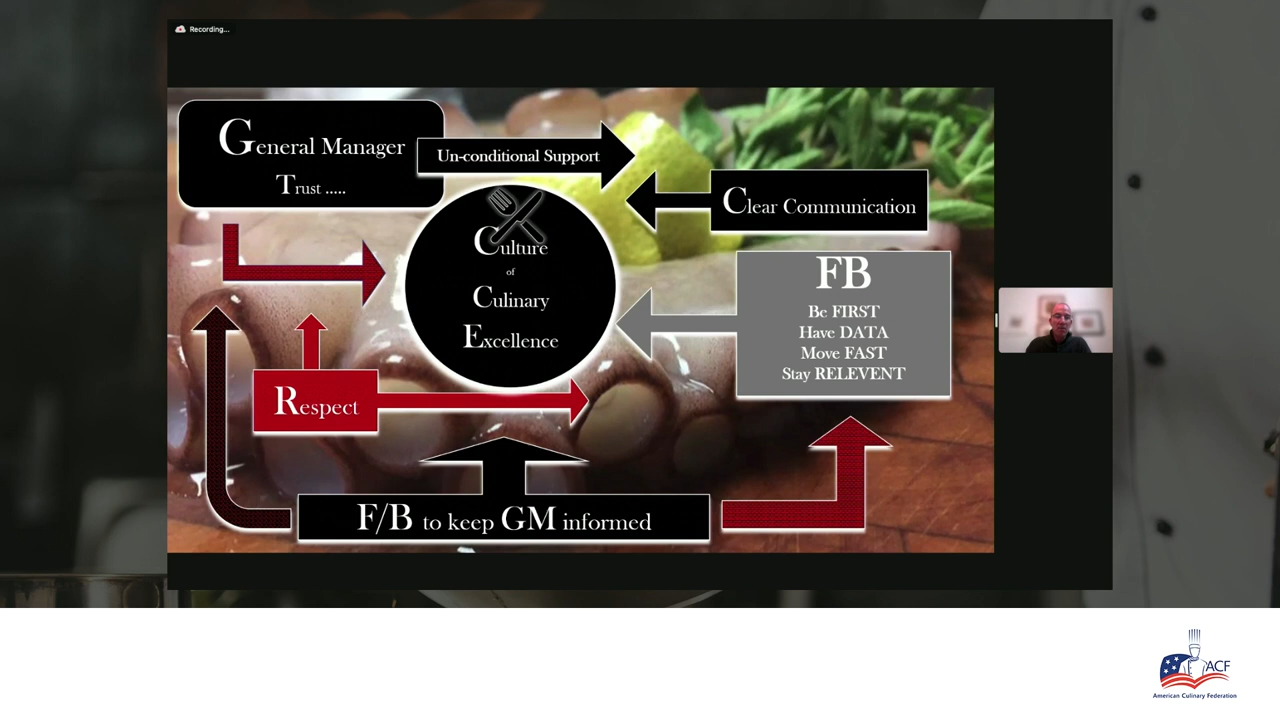 Recording...
General Manager
Trust .....
Un-conditional Support
Clear Communication
Culture
of
Culinary
Excellence
FB
Be FIRST
Have DATA
Move FAST
Stay RELEVENT
Respect
F/B to keep GM informed
ACF
American Culinary Federation